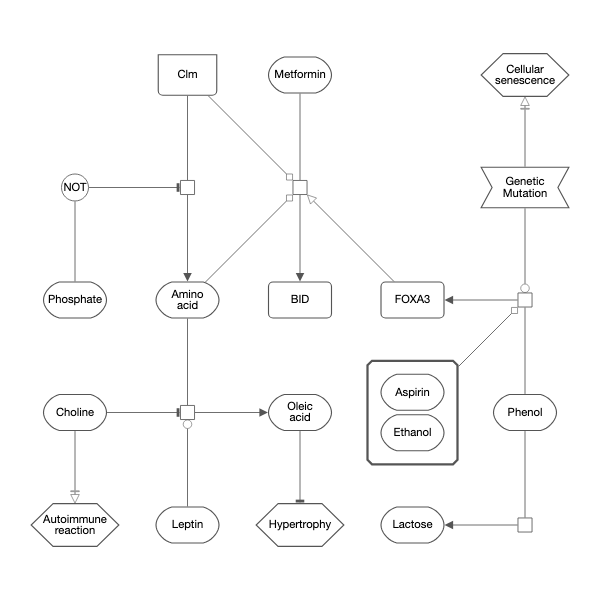 Clm
Metformin
Cellular
senescence
NOT
Genetic
Mutation
Phosphate
Amino
acid
BID
FOXA3
Aspirin
Ethanol
Choline
Oleic
acid
Phenol
Autoimmune
reaction
Leptin
Hypertrophy
Lactose